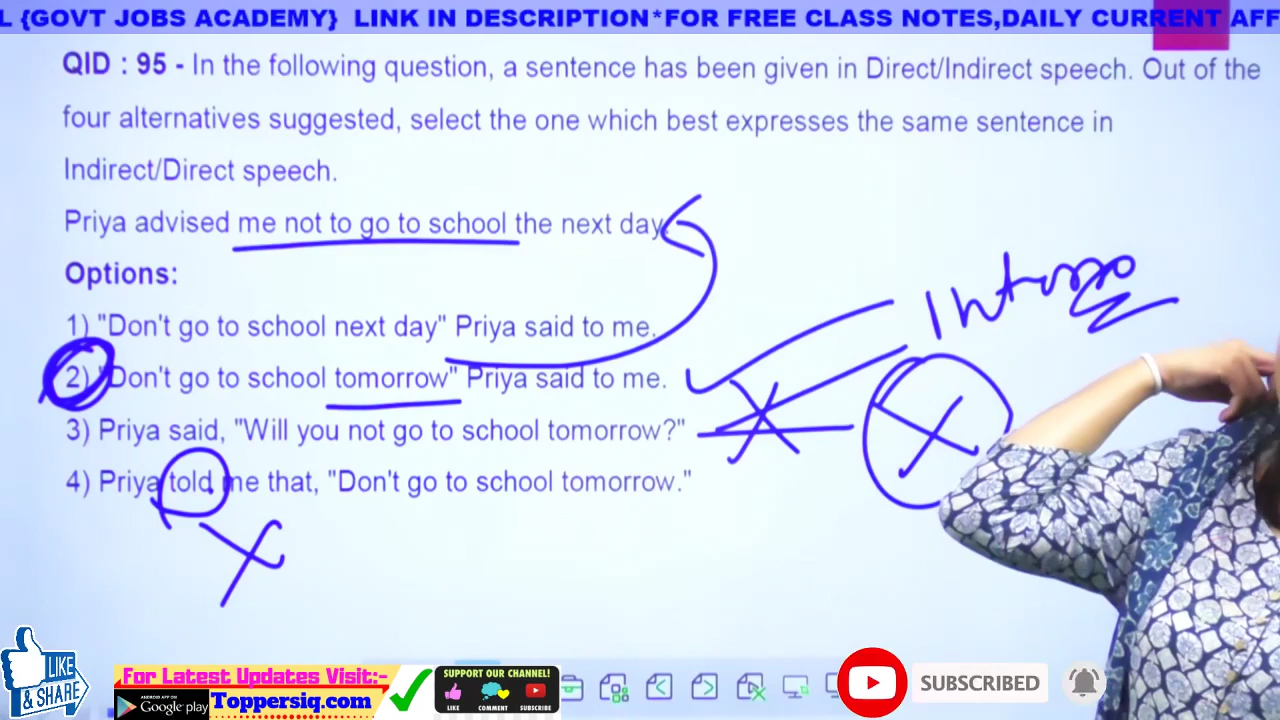 L {GOVT JOBS ACADEMY} LINK IN DESCRIPTION*FOR FREE CLASS NOTES,DAILY CURRENT AFF
QID : 95 - In the following question, a sentence has been given in Direct/Indirect speech. Out of the
four alternatives suggested, select the one which best expresses the same sentence in
Indirect/Direct speech.
Priya advised me not to go to school the next day.
Options:
1) "Don't go to school next day" Priya said to me.
2) "Don't go to school tomorrow" Priya said to me.
3) Priya said, "Will you not go to school tomorrow?"
4) Priya told me that, "Don't go to school tomorrow."
LIKE
& SHARE
For Latest Updates Visit:-
ANDROID APP ON
Google play
Toppersiq.com
SUPPORT OUR CHANNEL!
LIKE
COMMENT
SUBSCRIBE
SUBSCRIBED